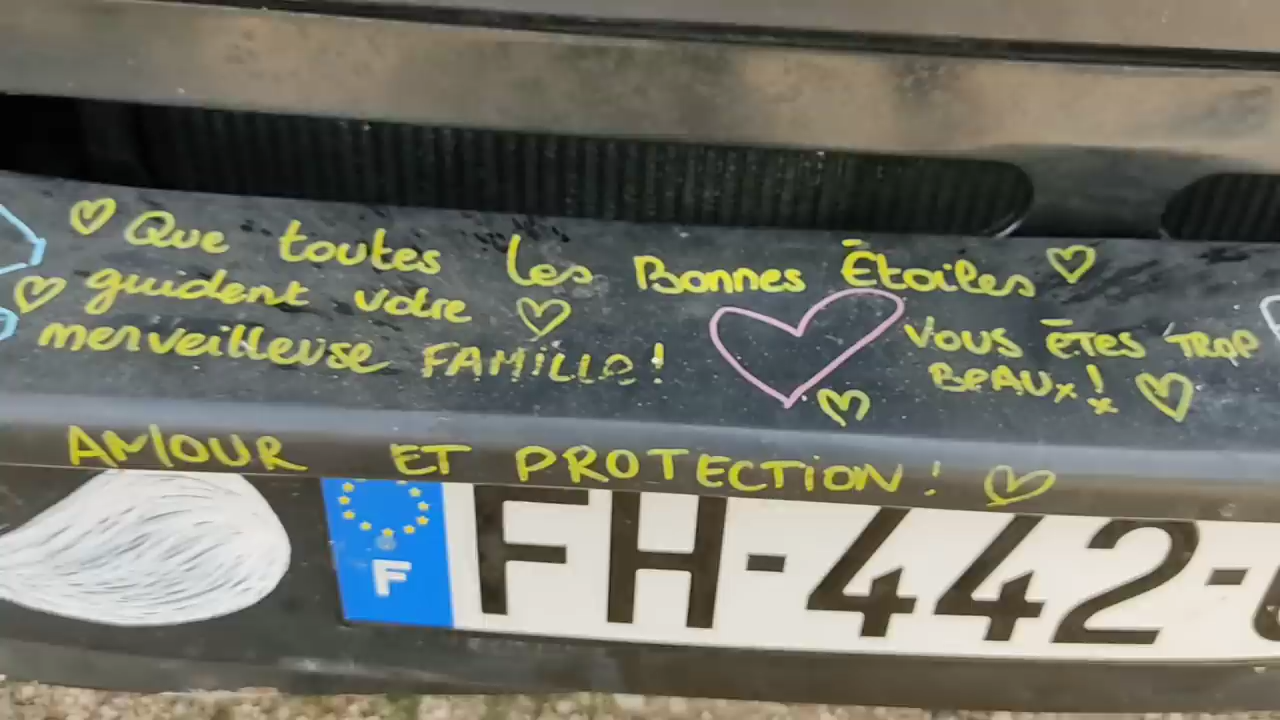 Que toutes les Bonnes Étoiles
guident votre
merveilleuse FAMILLE!
Vous êTes TROP
BEAUx!
AMOUR ET PROTECTION!
F
FH-442-